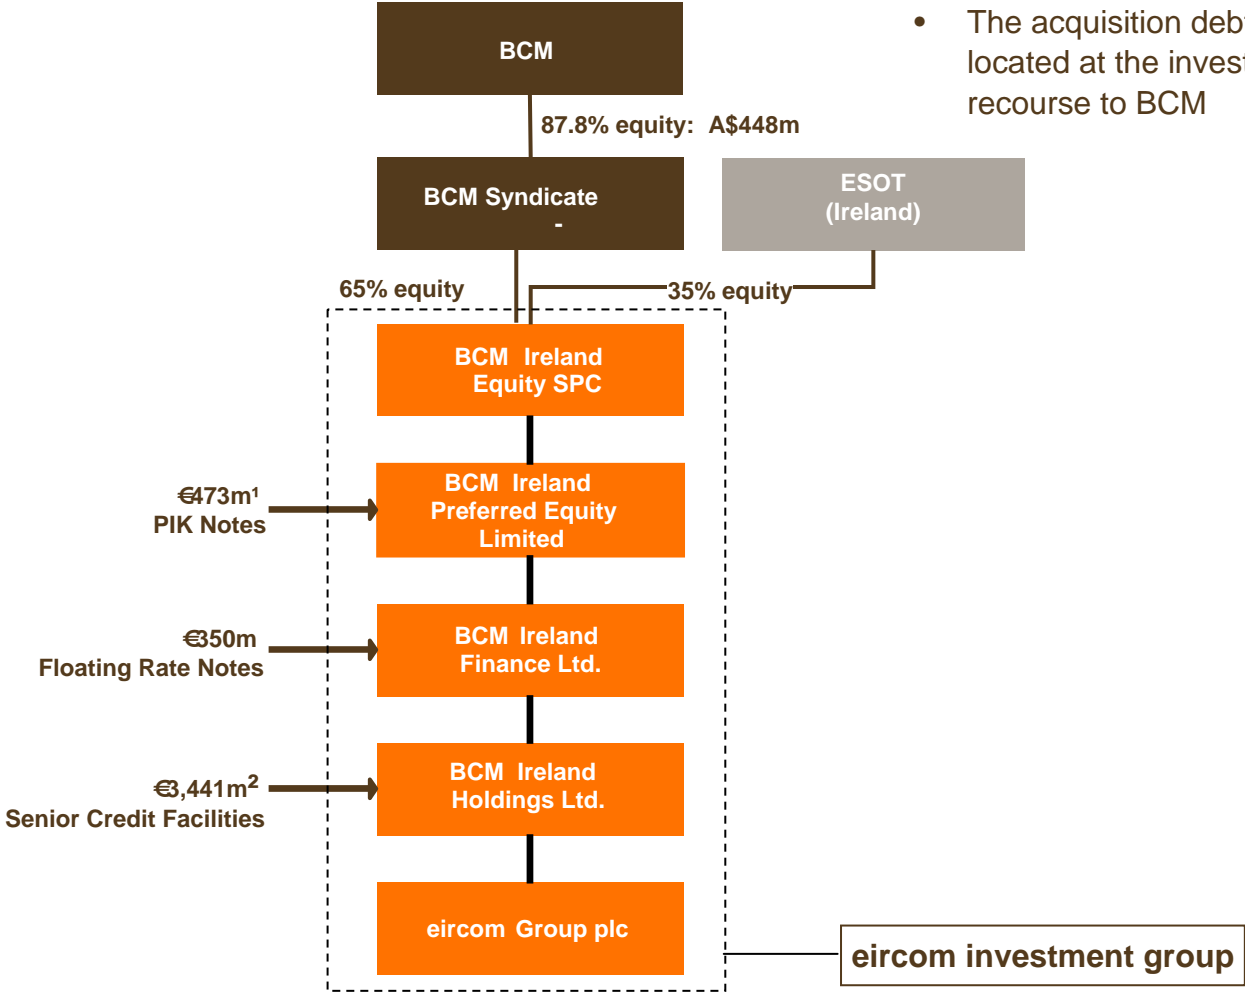 BCM
• The acquisition deb
located at the invest
recourse to BCM
87.8% equity: A$448m
BCM Syndicate
-
ESOT
(Ireland)
65% equity
35% equity
BCM Ireland
Equity SPC
€473m¹
PIK Notes
BCM Ireland
Preferred Equity
Limited
€350m
Floating Rate Notes
BCM Ireland
Finance Ltd.
€3,441m²
Senior Credit Facilities
BCM Ireland
Holdings Ltd.
eircom Group plc
eircom investment group